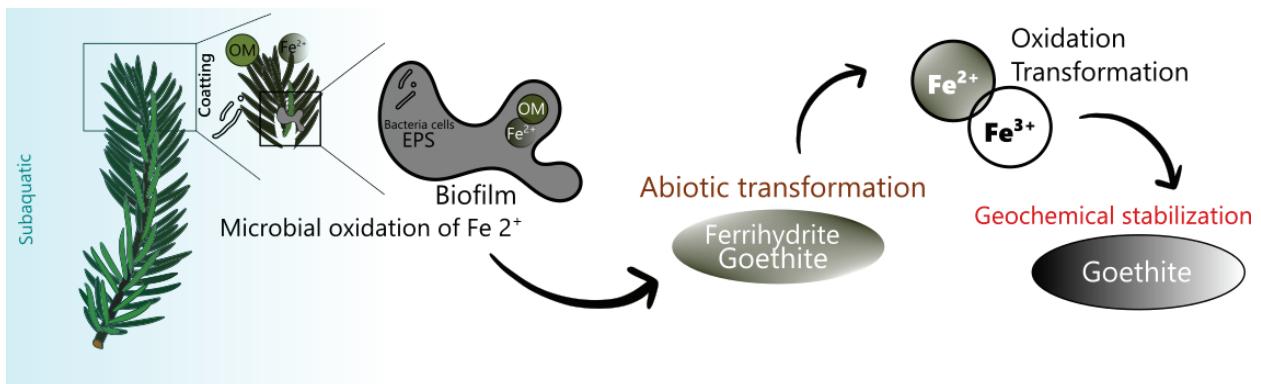 Subaquatic
Coatting
OM
Fe2+
Bacteria cells
EPS
OM
Fe2+
Biofilm
Microbial oxidation of Fe 2+
Abiotic transformation
Ferrihydrite
Goethite
Fe2+
Fe3+
Oxidation
Transformation
Geochemical stabilization
Goethite